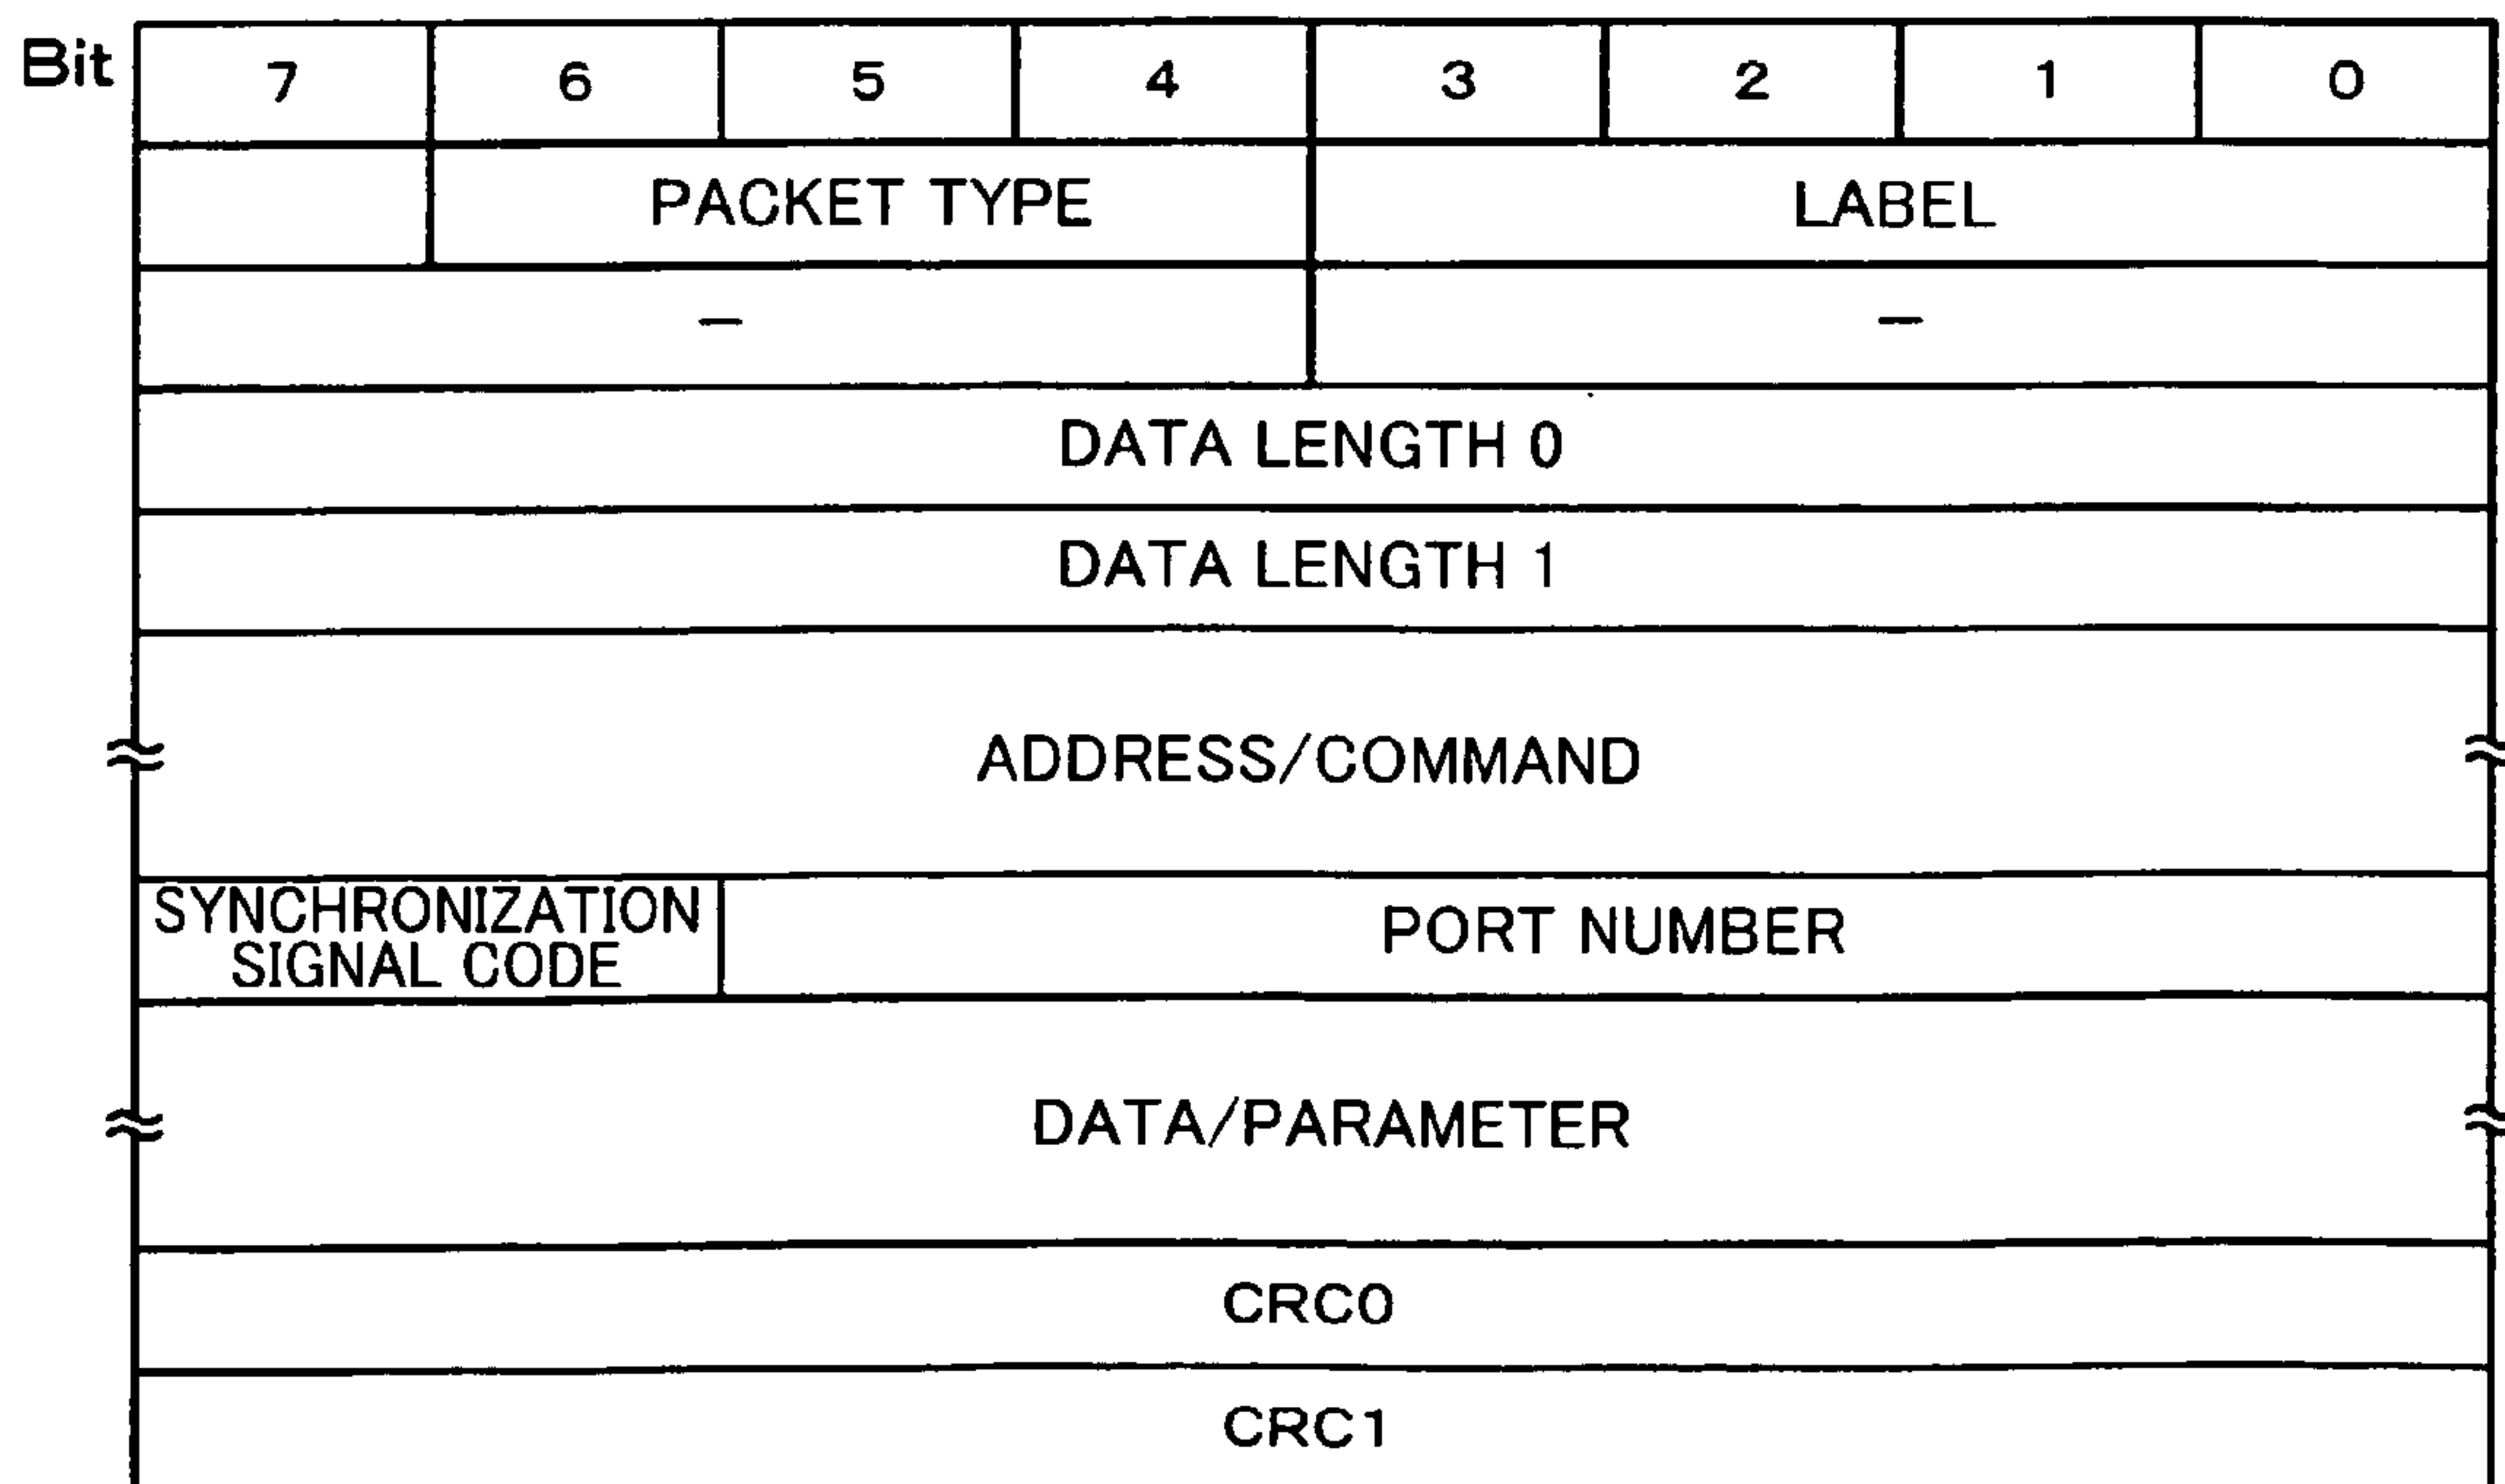 Bit 7 6 5 4 3 2 1 0
PACKET TYPE LABEL
– –
DATA LENGTH 0
DATA LENGTH 1
ADDRESS/COMMAND
SYNCHRONIZATION
SIGNAL CODE
PORT NUMBER
DATA/PARAMETER
CRC0
CRC1